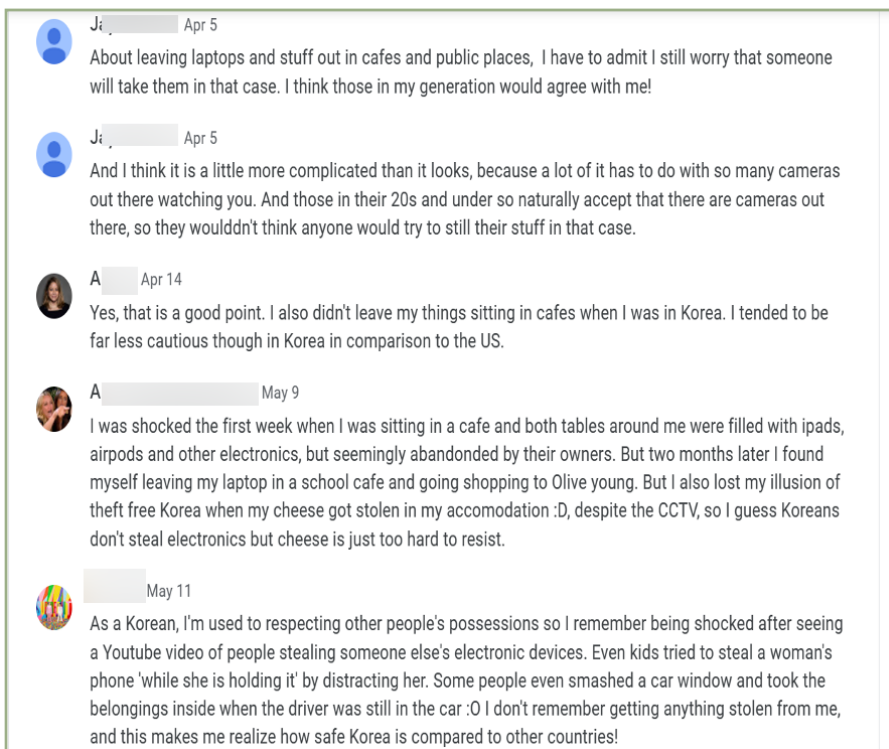 Ja Apr 5
About leaving laptops and stuff out in cafes and public places, I have to admit I still worry that someone
will take them in that case. I think those in my generation would agree with me!
Ja Apr 5
And I think it is a little more complicated than it looks, because a lot of it has to do with so many cameras
out there watching you. And those in their 20s and under so naturally accept that there are cameras out
there, so they woulddn't think anyone would try to still their stuff in that case.
A Apr 14
Yes, that is a good point. I also didn't leave my things sitting in cafes when I was in Korea. I tended to be
far less cautious though in Korea in comparison to the US.
A May 9
I was shocked the first week when I was sitting in a cafe and both tables around me were filled with ipads,
airpods and other electronics, but seemingly abandonded by their owners. But two months later I found
myself leaving my laptop in a school cafe and going shopping to Olive young. But I also lost my illusion of
theft free Korea when my cheese got stolen in my accomodation :D, despite the CCTV, so I guess Koreans
don't steal electronics but cheese is just too hard to resist.
May 11
As a Korean, I'm used to respecting other people's possessions so I remember being shocked after seeing
a Youtube video of people stealing someone else's electronic devices. Even kids tried to steal a woman's
phone 'while she is holding it' by distracting her. Some people even smashed a car window and took the
belongings inside when the driver was still in the car :O I don't remember getting anything stolen from me,
and this makes me realize how safe Korea is compared to other countries!